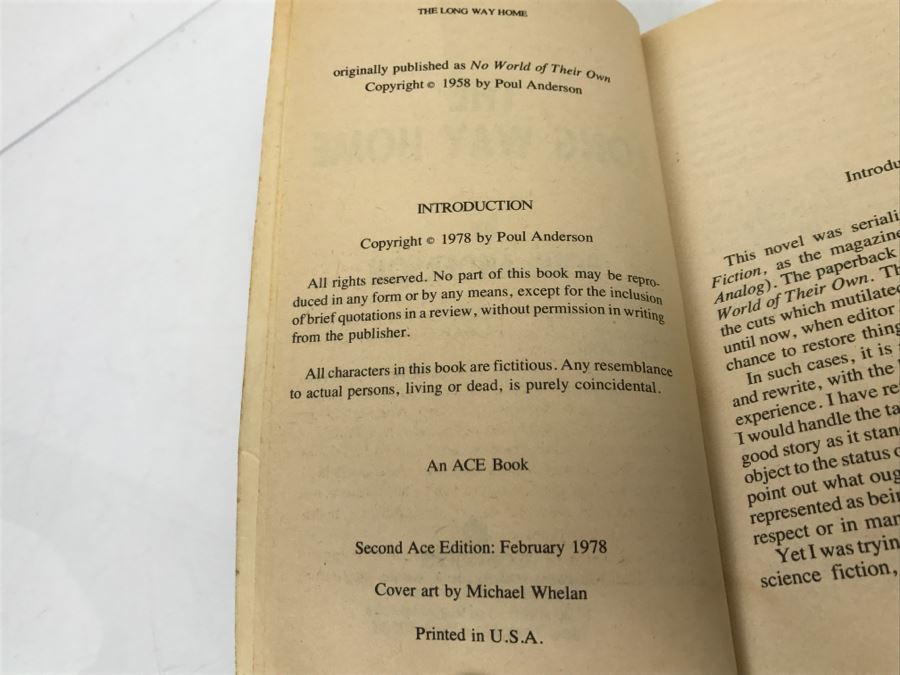 THE LONG WAY HOME
originally published as No World of Their Own
Copyright © 1958 by Poul Anderson
INTRODUCTION
Copyright © 1978 by Poul Anderson
All rights reserved. No part of this book may be repro-
duced in any form or by any means, except for the inclusion
of brief quotations in a review, without permission in writing
from the publisher.
All characters in this book are fictitious. Any resemblance
to actual persons, living or dead, is purely coincidental.
An ACE Book
Second Ace Edition: February 1978
Cover art by Michael Whelan
Printed in U.S.A.
Introdu
This novel was seriali
Fiction, as the magazine
Analog). The paperback
World of Their Own. Th
the cuts which mutilated
until now, when editor
chance to restore thing
In such cases, it is
and rewrite, with the
experience. I have re
I would handle the ta
good story as it stan
object to the status o
point out what oug
represented as bein
respect or in man
Yet I was tryin
science fiction,